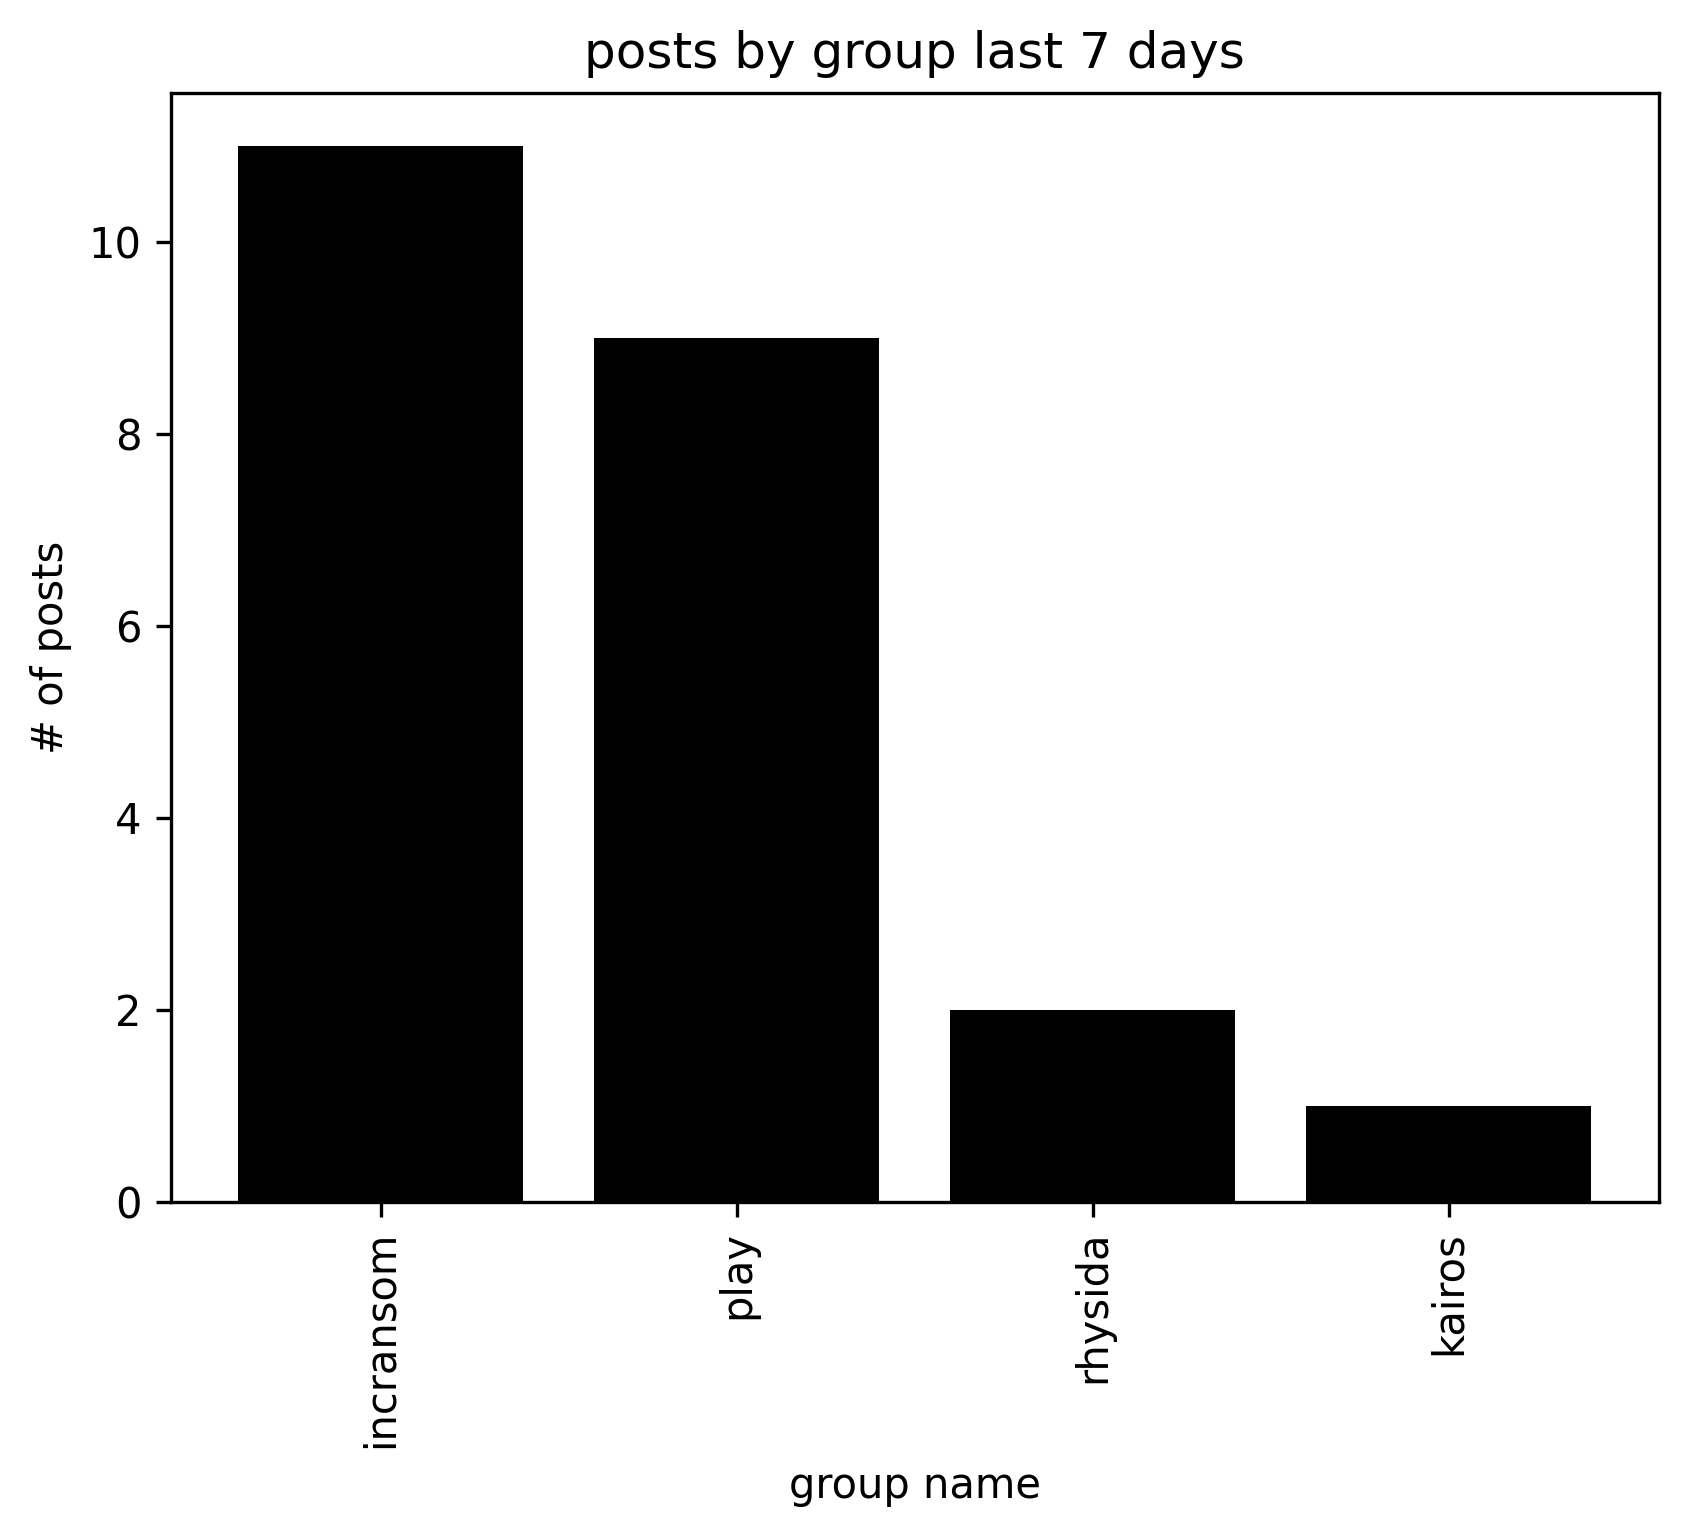 posts by group last 7 days
# of posts
10
8
6
4
2
0
incransom
play
rhysida
kairos
group name